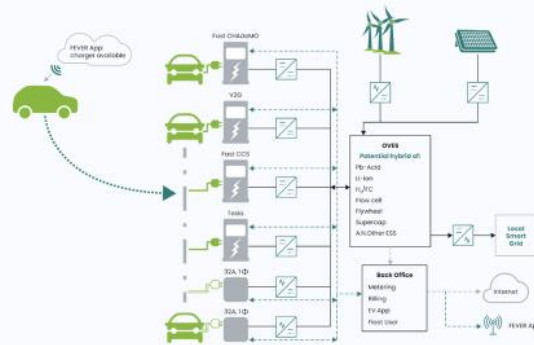 FEVER App:
charger available
Fast CHAdeMO
V2G
Fast CCS
Tesla
32A, 1Φ
32A, 1Φ
OVES
Potential hybrid of:
Pb-Acid
Li-Ion
H₂/FC
Flow cell
Flywheel
Supercap
A.N.Other ESS
Local
Smart
Grid
Back Office
Metering
Billing
EV App
Fleet User
Internet
FEVER App